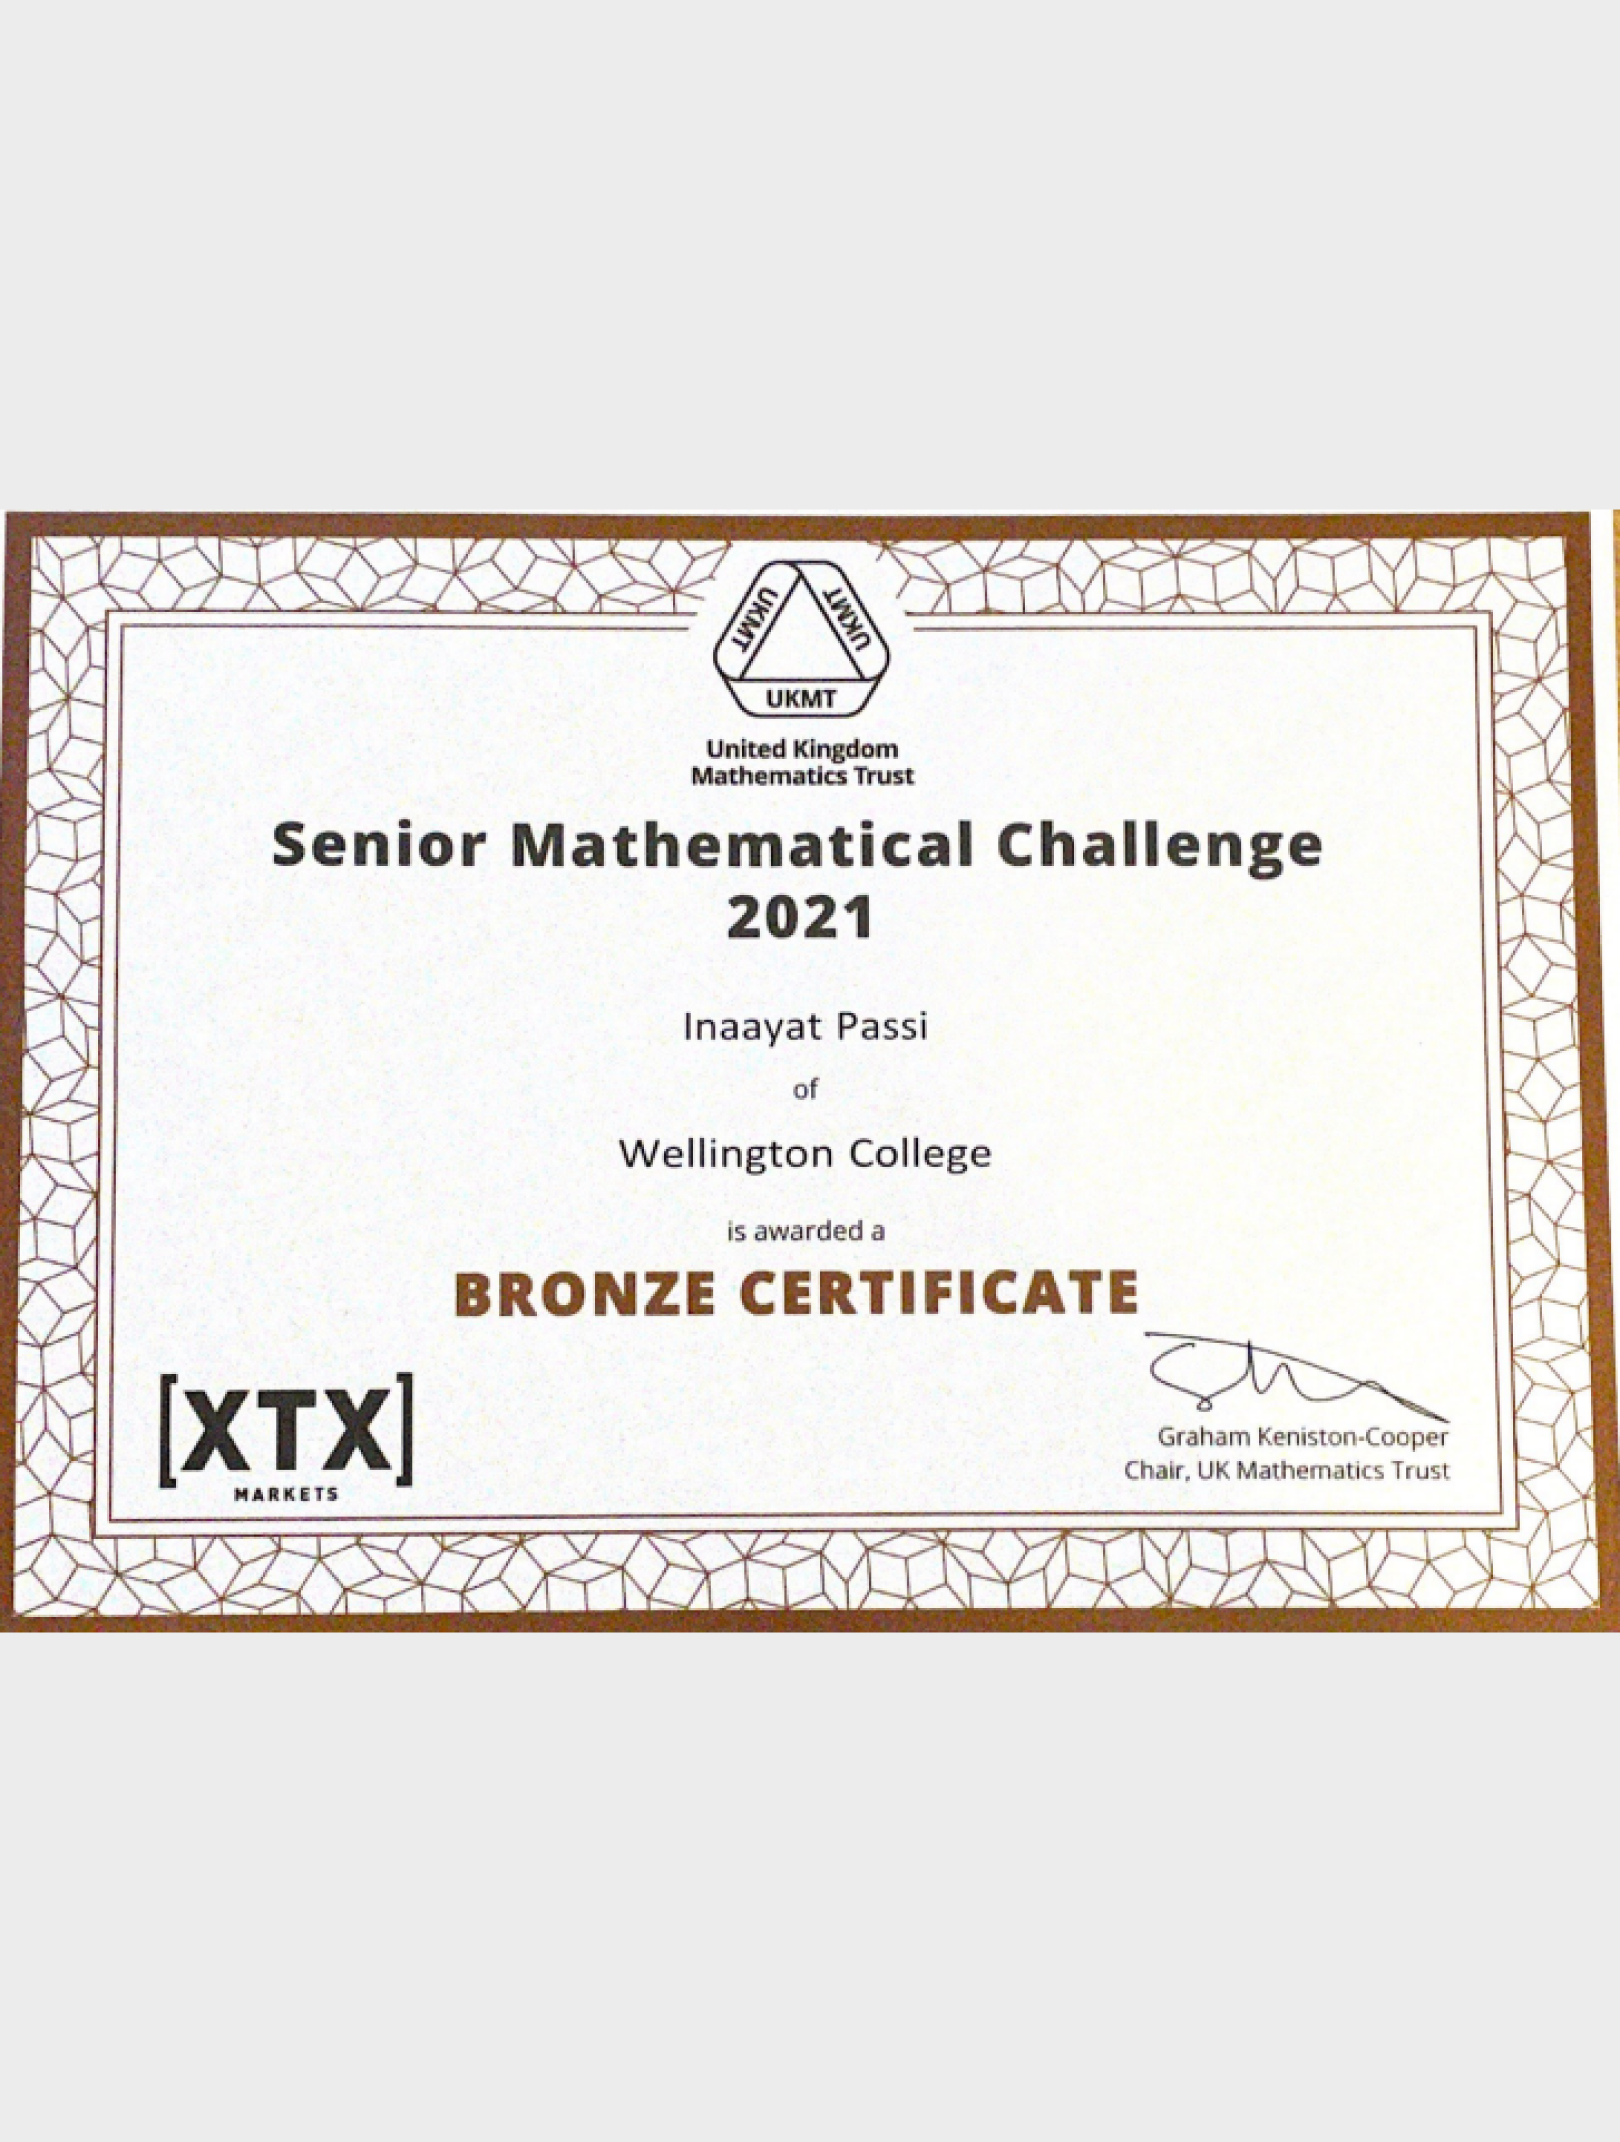 UKMT
UKMT
UKMT
United Kingdom
Mathematics Trust
Senior Mathematical Challenge
2021
Inaayat Passi
of
Wellington College
is awarded a
BRONZE CERTIFICATE
[XTX]
MARKETS
Graham Keniston-Cooper
Chair, UK Mathematics Trust